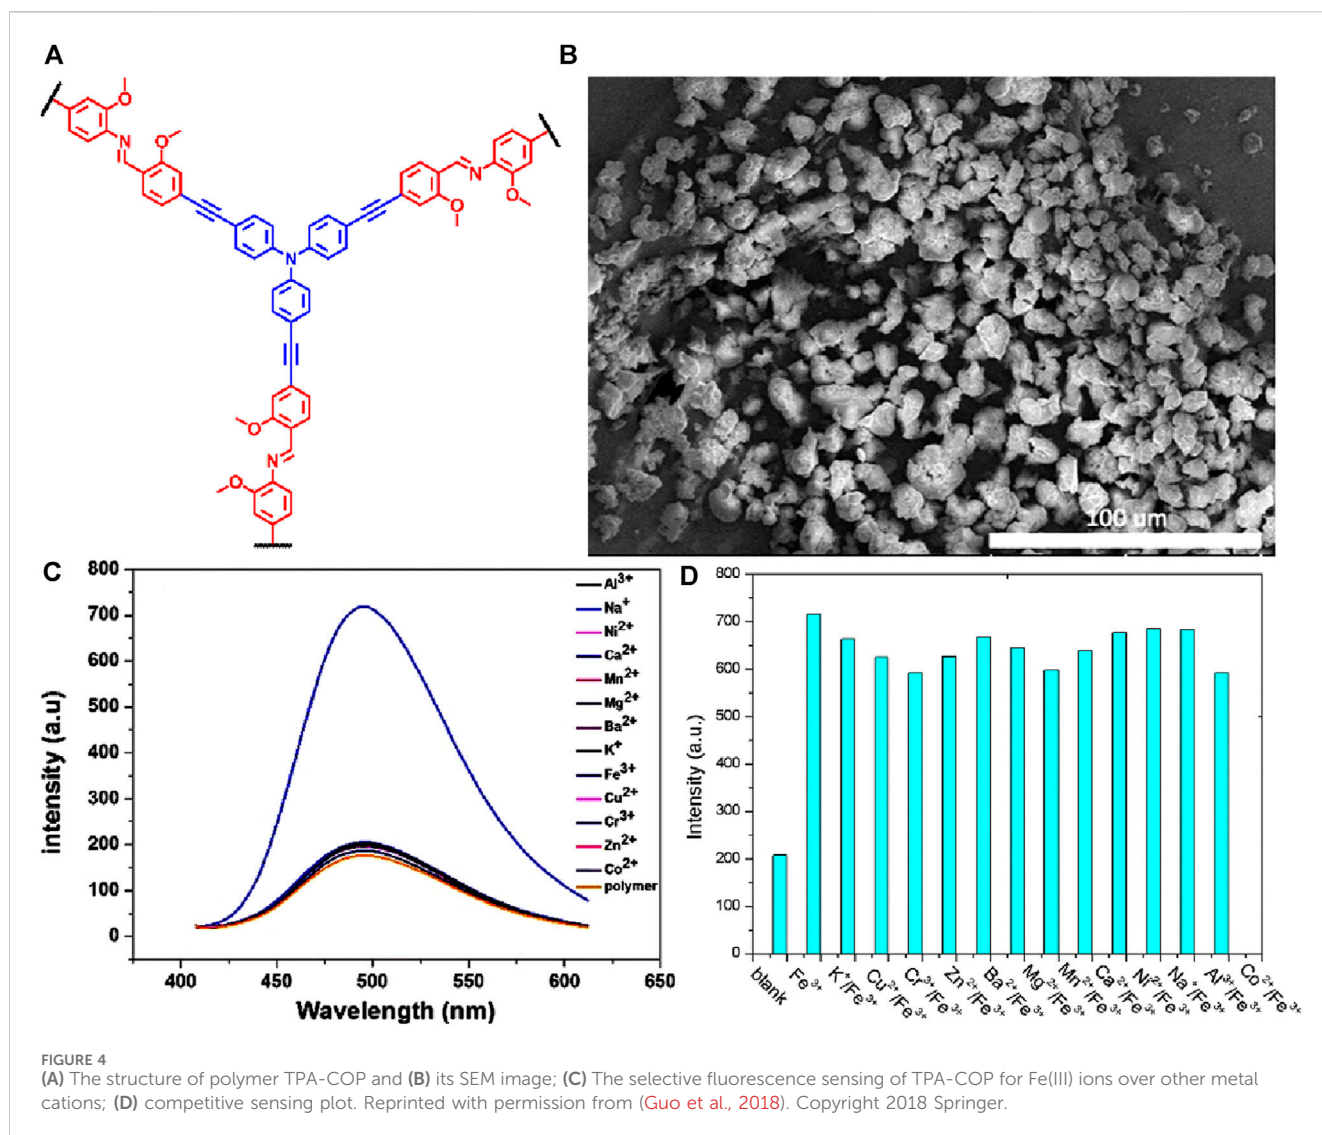 A
B
O
N
O
O
N
O
O
N
O
N
O
100 um
C
800
700
600
500
400
300
200
100
0
intensity (a.u)
400
450
500
550
600
650
Wavelength (nm)
Al3+
Na+
Ni2+
Ca2+
Mn2+
Mg2+
Ba2+
K+
Fe3+
Cu2+
Cr3+
Zn2+
Co2+
polymer
D
800
700
600
500
400
300
200
100
0
Intensity (a.u.)
blank
Fe3+
K+/Fe3+
Cu2+/Fe3+
Cr3+/Fe3+
Zn2+/Fe3+
Ba2+/Fe3+
Mg2+/Fe3+
Mn2+/Fe3+
Ca2+/Fe3+
Ni2+/Fe3+
Na+/Fe3+
Al3+/Fe3+
Co2+/Fe3+
FIGURE 4
(A) The structure of polymer TPA-COP and (B) its SEM image; (C) The selective fluorescence sensing of TPA-COP for Fe(III) ions over other metal
cations; (D) competitive sensing plot. Reprinted with permission from (Guo et al., 2018). Copyright 2018 Springer.